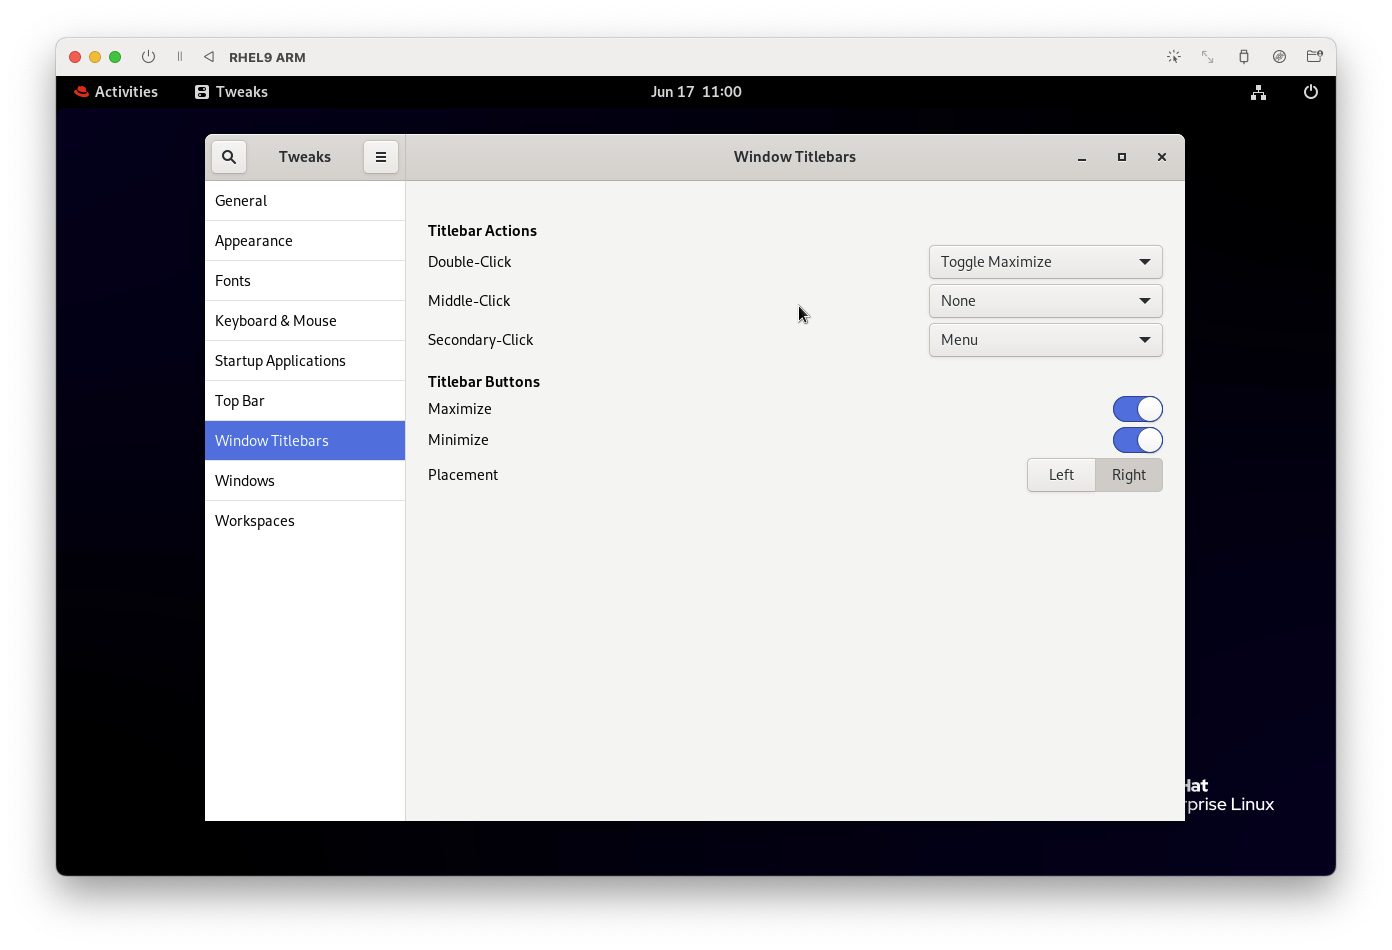 RHEL9 ARM
Activities
Tweaks
Jun 17 11:00
Tweaks
Window Titlebars
General
Appearance
Fonts
Keyboard & Mouse
Startup Applications
Top Bar
Window Titlebars
Windows
Workspaces
Titlebar Actions
Double-Click
Toggle Maximize
Middle-Click
None
Secondary-Click
Menu
Titlebar Buttons
Maximize
Minimize
Placement
Left
Right
Hat
prise Linux